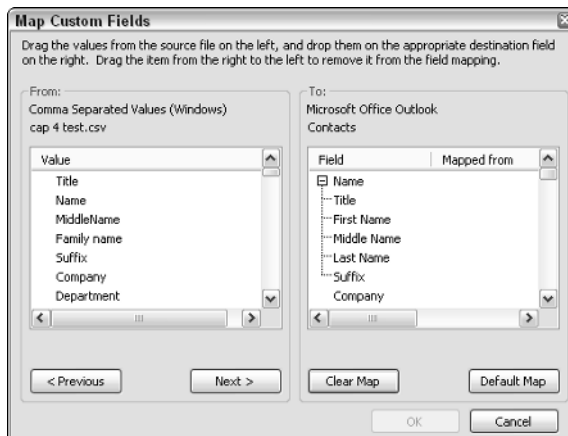 Map Custom Fields
Drag the values from the source file on the left, and drop them on the appropriate destination field
on the right. Drag the item from the right to the left to remove it from the field mapping.
From:
Comma Separated Values (Windows)
cap 4 test.csv
Value
Title
Name
MiddleName
Family name
Suffix
Company
Department
< Previous
Next >
To:
Microsoft Office Outlook
Contacts
Field Mapped from
Name
Title
First Name
Middle Name
Last Name
Suffix
Company
Clear Map
Default Map
OK
Cancel